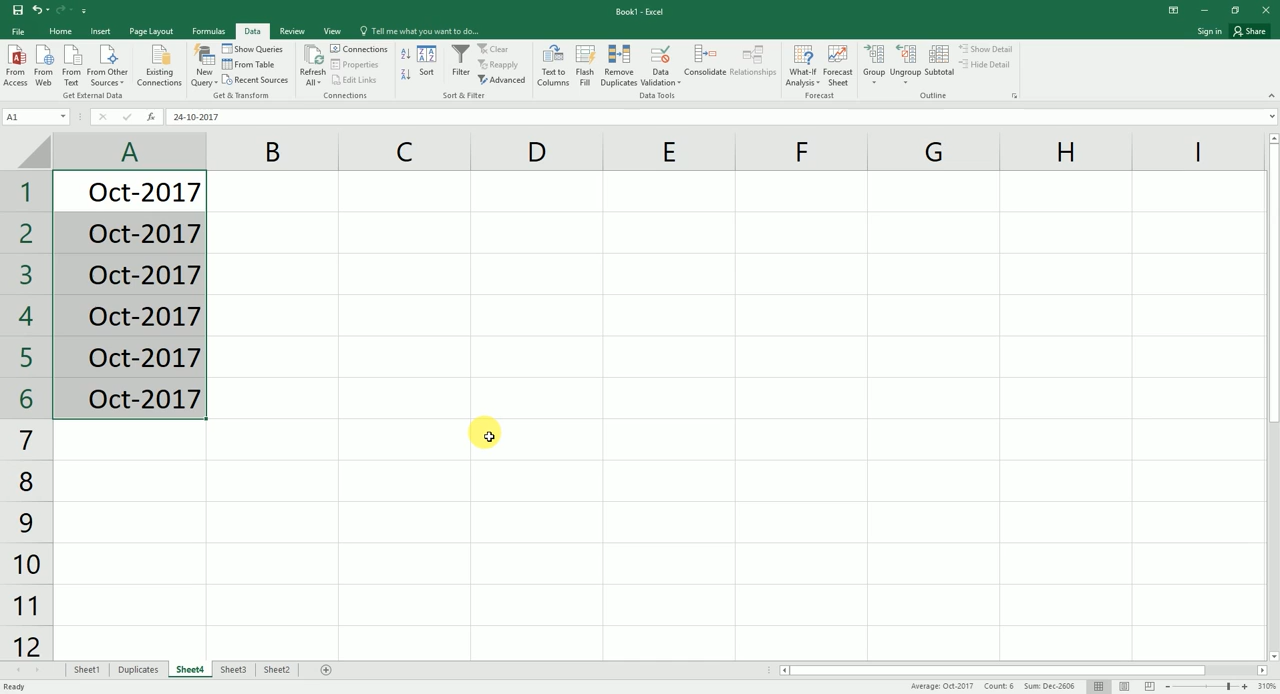 Book1 - Excel
File Home Insert Page Layout Formulas Data Review View Tell me what you want to do... Sign in Share
From Access
From Web
From Text
From Other Sources
Existing Connections
Get External Data
New Query
Show Queries
From Table
Recent Sources
Get & Transform
Refresh All
Connections
Properties
Edit Links
Connections
Sort
Filter
Clear
Reapply
Advanced
Sort & Filter
Text to Columns
Flash Fill
Remove Duplicates
Data Validation
Consolidate
Relationships
Data Tools
What-If Analysis
Forecast Sheet
Forecast
Group
Ungroup
Subtotal
Show Detail
Hide Detail
Outline
A1 fx 24-10-2017
A B C D E F G H I
1 Oct-2017
2 Oct-2017
3 Oct-2017
4 Oct-2017
5 Oct-2017
6 Oct-2017
7
8
9
10
11
12
Sheet1 Duplicates Sheet4 Sheet3 Sheet2
Ready Average: Oct-2017 Count: 6 Sum: Dec-2606 310%